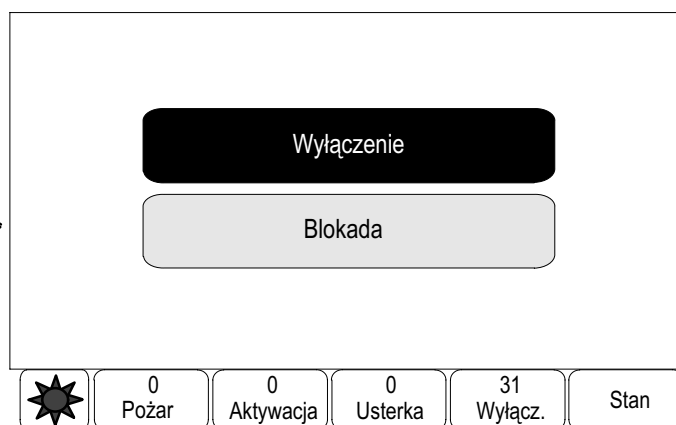 Wyłączenie
Blokada
0
Pożar
0
Aktywacja
0
Usterka
31
Wyłącz.
Stan